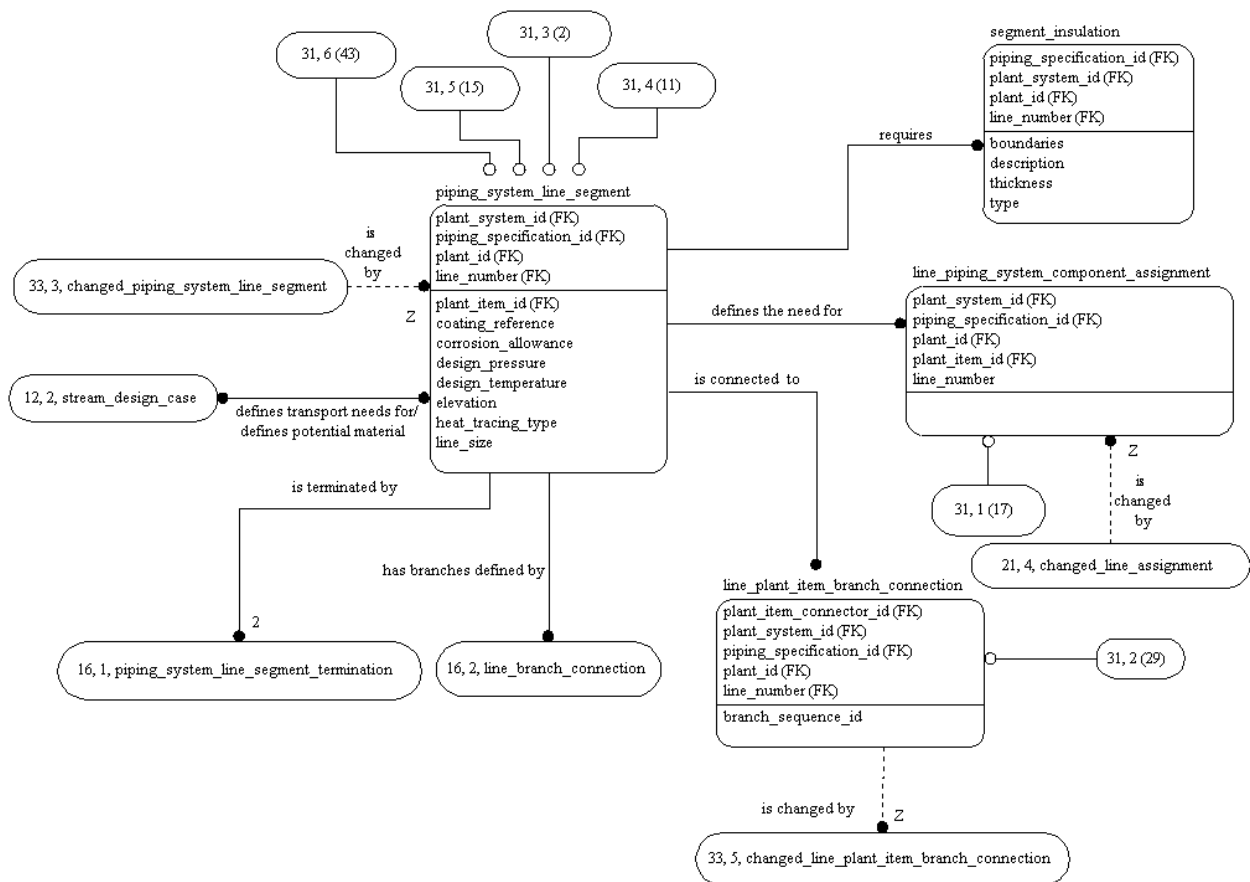 31, 6 (43)
31, 3 (2)
31, 5 (15)
31, 4 (11)
segment_insulation
piping_specification_id (FK)
plant_system_id (FK)
plant_id (FK)
line_number (FK)
boundaries
description
thickness
type
requires
piping_system_line_segment
plant_system_id (FK)
piping_specification_id (FK)
plant_id (FK)
line_number (FK)
plant_item_id (FK)
coating_reference
corrosion_allowance
design_pressure
design_temperature
elevation
heat_tracing_type
line_size
is
changed
by
33, 3, changed_piping_system_line_segment
Z
12, 2, stream_design_case
defines transport needs for/
defines potential material
line_piping_system_component_assignment
plant_system_id (FK)
piping_specification_id (FK)
plant_id (FK)
plant_item_id (FK)
line_number
defines the need for
is connected to
Z
31, 1 (17)
is
changed
by
21, 4, changed_line_assignment
is terminated by
has branches defined by
2
16, 1, piping_system_line_segment_termination
16, 2, line_branch_connection
line_plant_item_branch_connection
plant_item_connector_id (FK)
plant_system_id (FK)
piping_specification_id (FK)
plant_id (FK)
line_number (FK)
branch_sequence_id
31, 2 (29)
is changed by
Z
33, 5, changed_line_plant_item_branch_connection